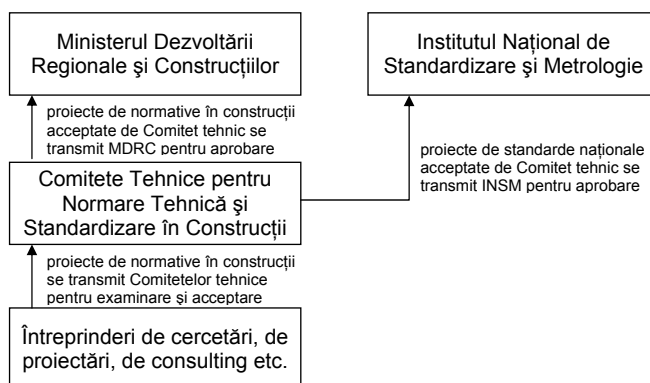 Ministerul Dezvoltării
Regionale şi Construcţiilor
Institutul Naţional de
Standardizare şi Metrologie
proiecte de normative în construcţii
acceptate de Comitet tehnic se
transmit MDRC pentru aprobare
proiecte de standarde naţionale
acceptate de Comitet tehnic se
transmit INSM pentru aprobare
Comitete Tehnice pentru
Normare Tehnică şi
Standardizare în Construcţii
proiecte de normative în construcţii
se transmit Comitetelor tehnice
pentru examinare şi acceptare
Întreprinderi de cercetări, de
proiectări, de consulting etc.